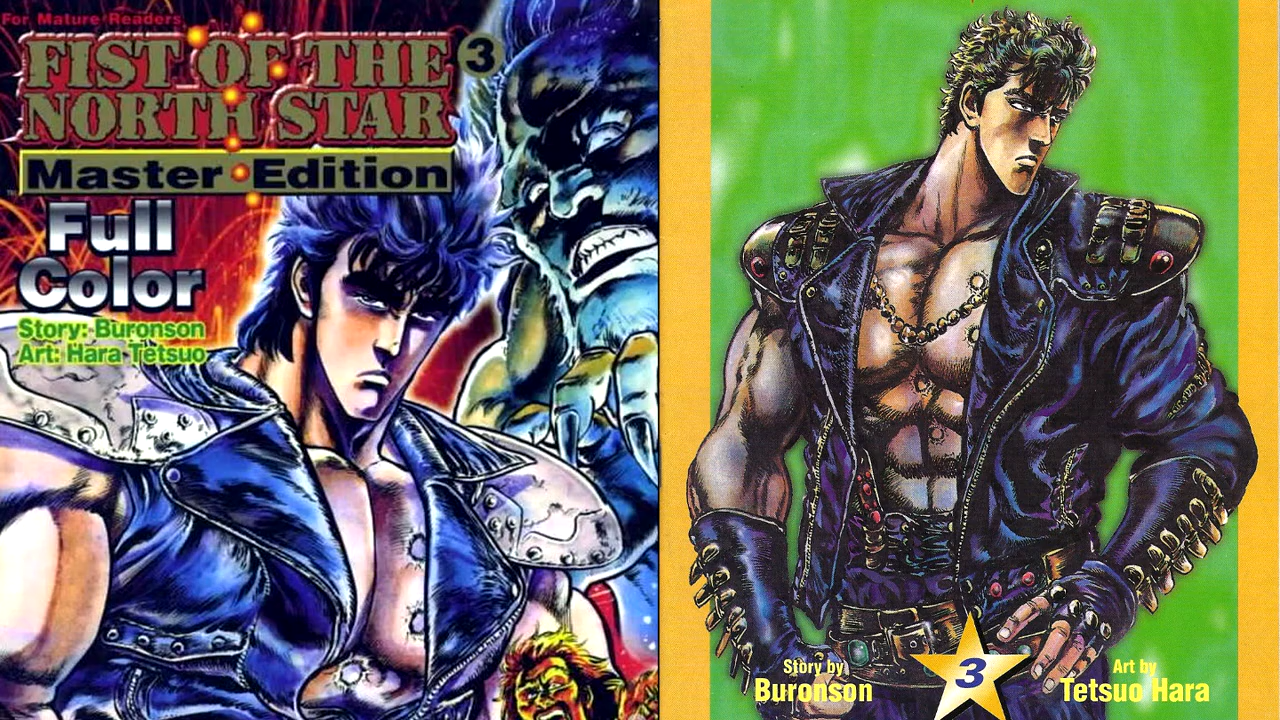 For Mature Readers
FIST OF THE
NORTH STAR
3
Master Edition
TM
Full
Color
Story: Buronson
Art: Hara Tetsuo
Story by
Buronson
3
Art by
Tetsuo Hara